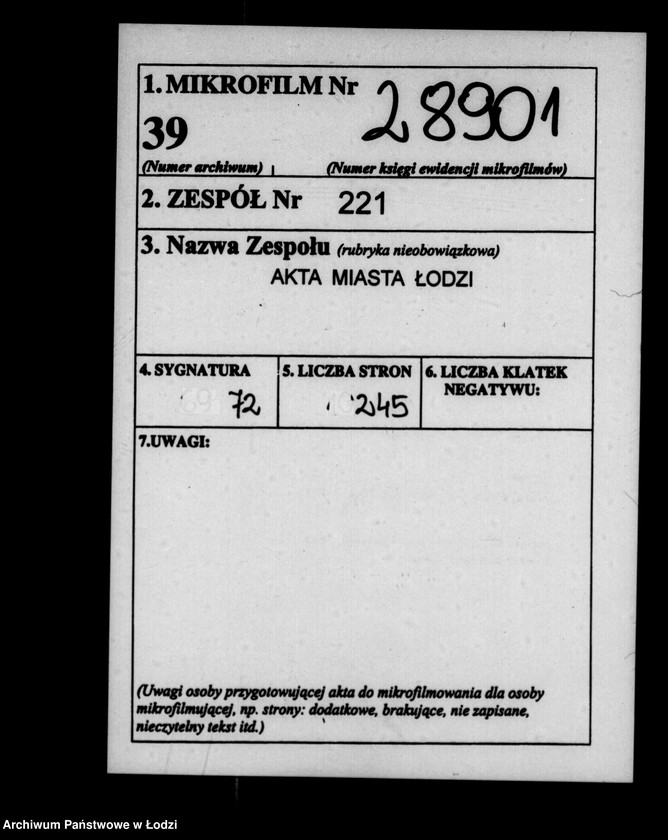 1. MIKROFILM Nr 28901
39
(Numer archiwum) (Numer księgi ewidencji mikrofilmów)
2. ZESPÓŁ Nr 221
3. Nazwa Zespołu (rubryka nieobowiązkowa)
AKTA MIASTA ŁODZI
4. SYGNATURA 5. LICZBA STRON 6. LICZBA KLATEK
NEGATYWU:
72 245
7.UWAGI:
(Uwagi osoby przygotowującej akta do mikrofilmowania dla osoby
mikrofilmującej, np. strony: dodatkowe, brakujące, nie zapisane,
nieczytelny tekst itd.)
Archiwum Państwowe w Łodzi